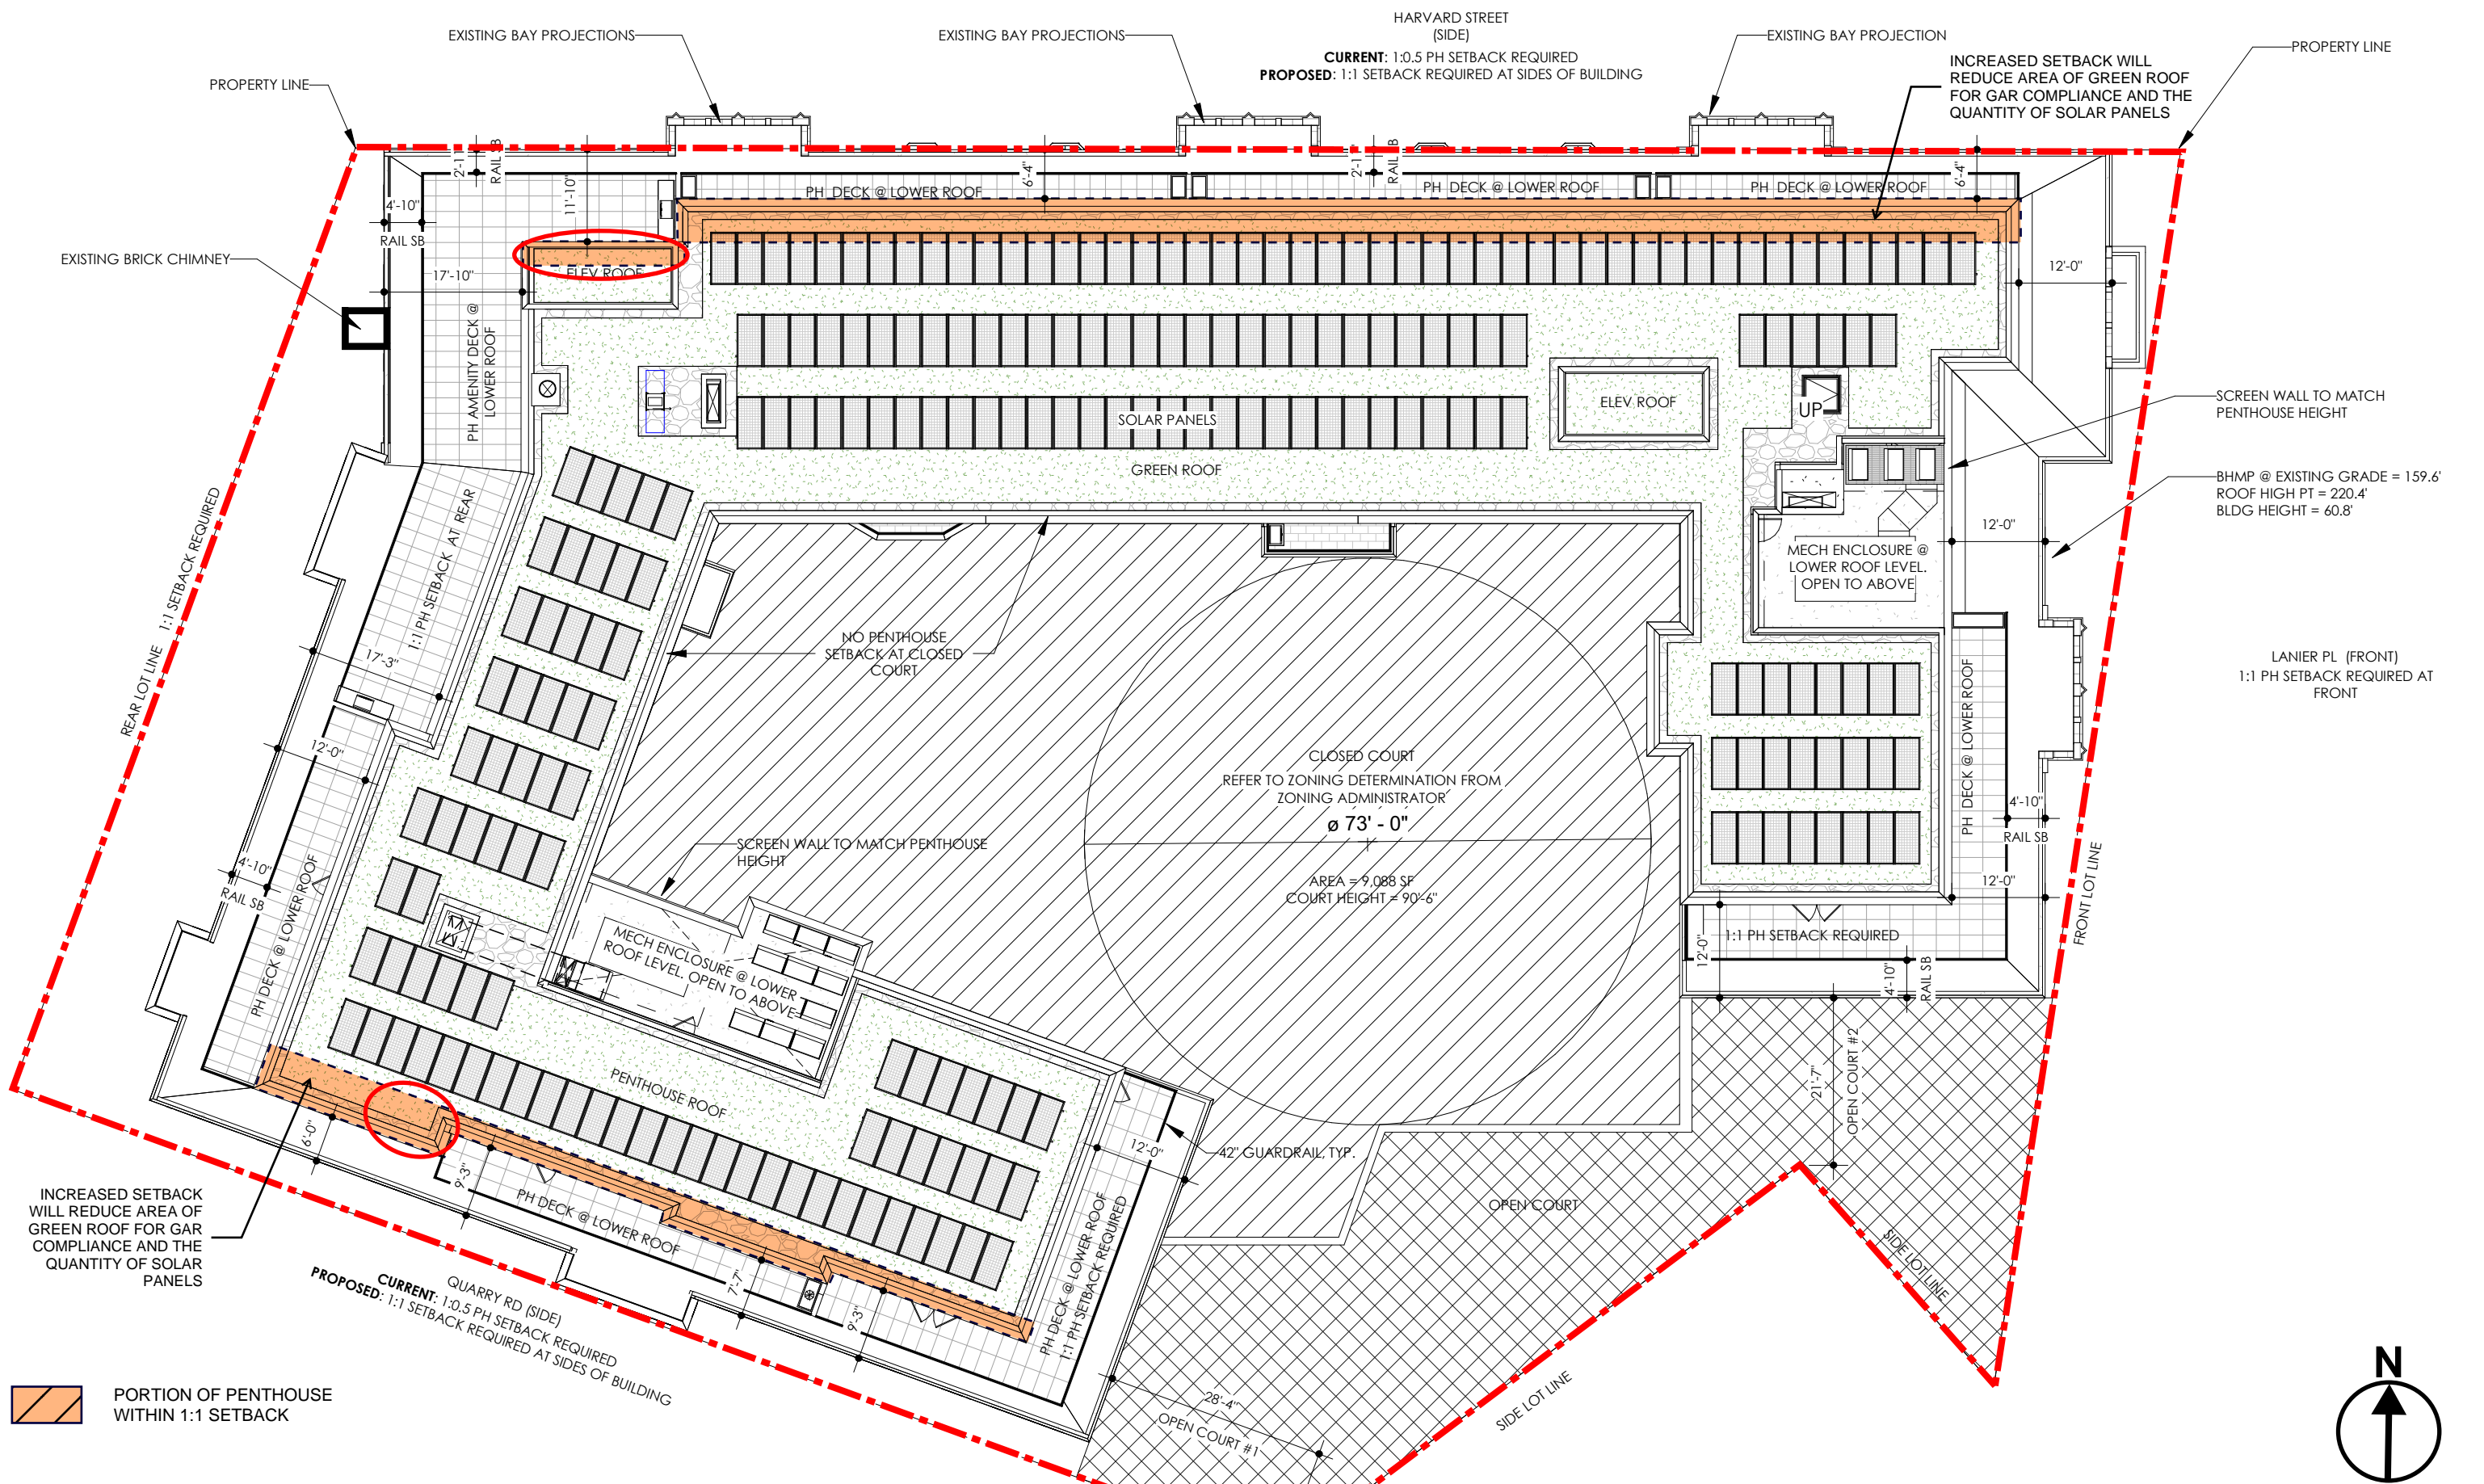 HARVARD STREET
(SIDE)
CURRENT: 1:0.5 PH SETBACK REQUIRED
PROPOSED: 1:1 SETBACK REQUIRED AT SIDES OF BUILDING
EXISTING BAY PROJECTIONS
EXISTING BAY PROJECTIONS
EXISTING BAY PROJECTION
PROPERTY LINE
PROPERTY LINE
INCREASED SETBACK WILL
REDUCE AREA OF GREEN ROOF
FOR GAR COMPLIANCE AND THE
QUANTITY OF SOLAR PANELS
2'-11"
RAIL SB
11'-10"
6'-4"
2'-11"
RAIL SB
6'-4"
PH DECK @ LOWER ROOF
PH DECK @ LOWER ROOF
PH DECK @ LOWER ROOF
4'-10"
RAIL SB
EXISTING BRICK CHIMNEY
17'-10"
ELEV ROOF
12'-0"
PH AMENITY DECK @
LOWER ROOF
SOLAR PANELS
ELEV ROOF
UP
GREEN ROOF
SCREEN WALL TO MATCH
PENTHOUSE HEIGHT
BHMP @ EXISTING GRADE = 159.6'
ROOF HIGH PT = 220.4'
BLDG HEIGHT = 60.8'
12'-0"
MECH ENCLOSURE @
LOWER ROOF LEVEL.
OPEN TO ABOVE
REAR LOT LINE 1:1 SETBACK REQUIRED
1:1 PH SETBACK AT REAR
17'-3"
NO PENTHOUSE
SETBACK AT CLOSED
COURT
LANIER PL (FRONT)
1:1 PH SETBACK REQUIRED AT
FRONT
12'-0"
CLOSED COURT
REFER TO ZONING DETERMINATION FROM
ZONING ADMINISTRATOR
ø 73' - 0"
AREA = 9,088 SF
COURT HEIGHT = 90'-6"
PH DECK @ LOWER ROOF
4'-10"
RAIL SB
12'-0"
FRONT LOT LINE
SCREEN WALL TO MATCH PENTHOUSE
HEIGHT
4'-10"
RAIL SB
PH DECK @ LOWER ROOF
MECH ENCLOSURE @ LOWER
ROOF LEVEL. OPEN TO ABOVE
1:1 PH SETBACK REQUIRED
12'-0"
4'-10"
RAIL SB
21'-7"
OPEN COURT #2
PENTHOUSE ROOF
6'-0"
9'-3"
PH DECK @ LOWER ROOF
7'-7"
9'-3"
12'-0"
42" GUARDRAIL, TYP.
PH DECK @ LOWER ROOF
1:1 PH SETBACK REQUIRED
OPEN COURT
SIDE LOT LINE
SIDE LOT LINE
28'-4"
OPEN COURT #1
INCREASED SETBACK
WILL REDUCE AREA OF
GREEN ROOF FOR GAR
COMPLIANCE AND THE
QUANTITY OF SOLAR
PANELS
QUARRY RD (SIDE)
CURRENT: 1:0.5 PH SETBACK REQUIRED
PROPOSED: 1:1 SETBACK REQUIRED AT SIDES OF BUILDING
PORTION OF PENTHOUSE
WITHIN 1:1 SETBACK
N